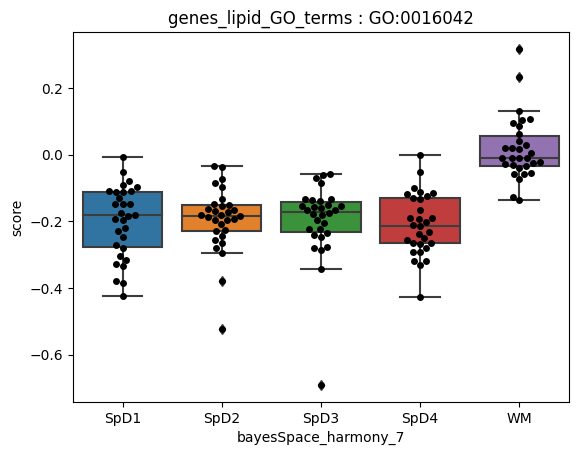 genes_lipid_GO_terms : GO:0016042
0.2
0.0
−0.2
−0.4
−0.6
score
SpD1 SpD2 SpD3 SpD4 WM
bayesSpace_harmony_7